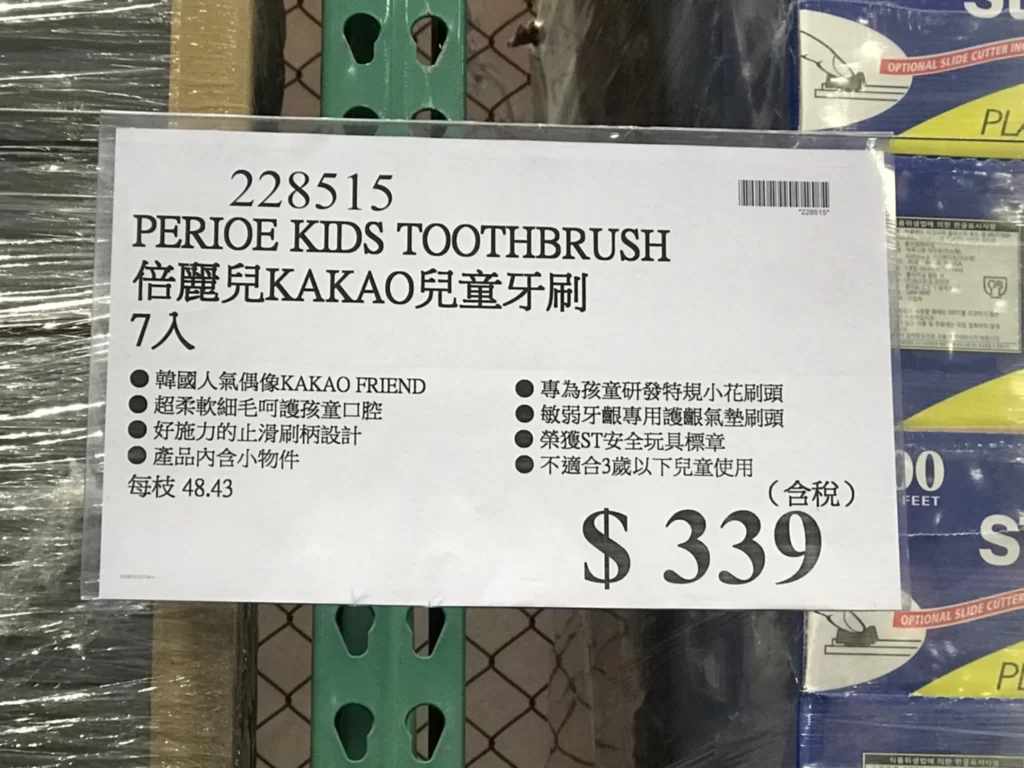 228515
"228515"
PERIOE KIDS TOOTHBRUSH
倍麗兒KAKAO兒童牙刷
7入
● 韓國人氣偶像KAKAO FRIEND
● 超柔軟細毛呵護孩童口腔
● 好施力的止滑刷柄設計
● 產品內含小物件
每枝 48.43
● 專為孩童研發特規小花刷頭
● 敏弱牙齦專用護齦氣墊刷頭
● 榮獲ST安全玩具標章
● 不適合3歲以下兒童使用
（含稅）
$ 339
OPTIONAL SLIDE CUTTER
PL
FEET
OPTIONAL SLIDE CUTTER